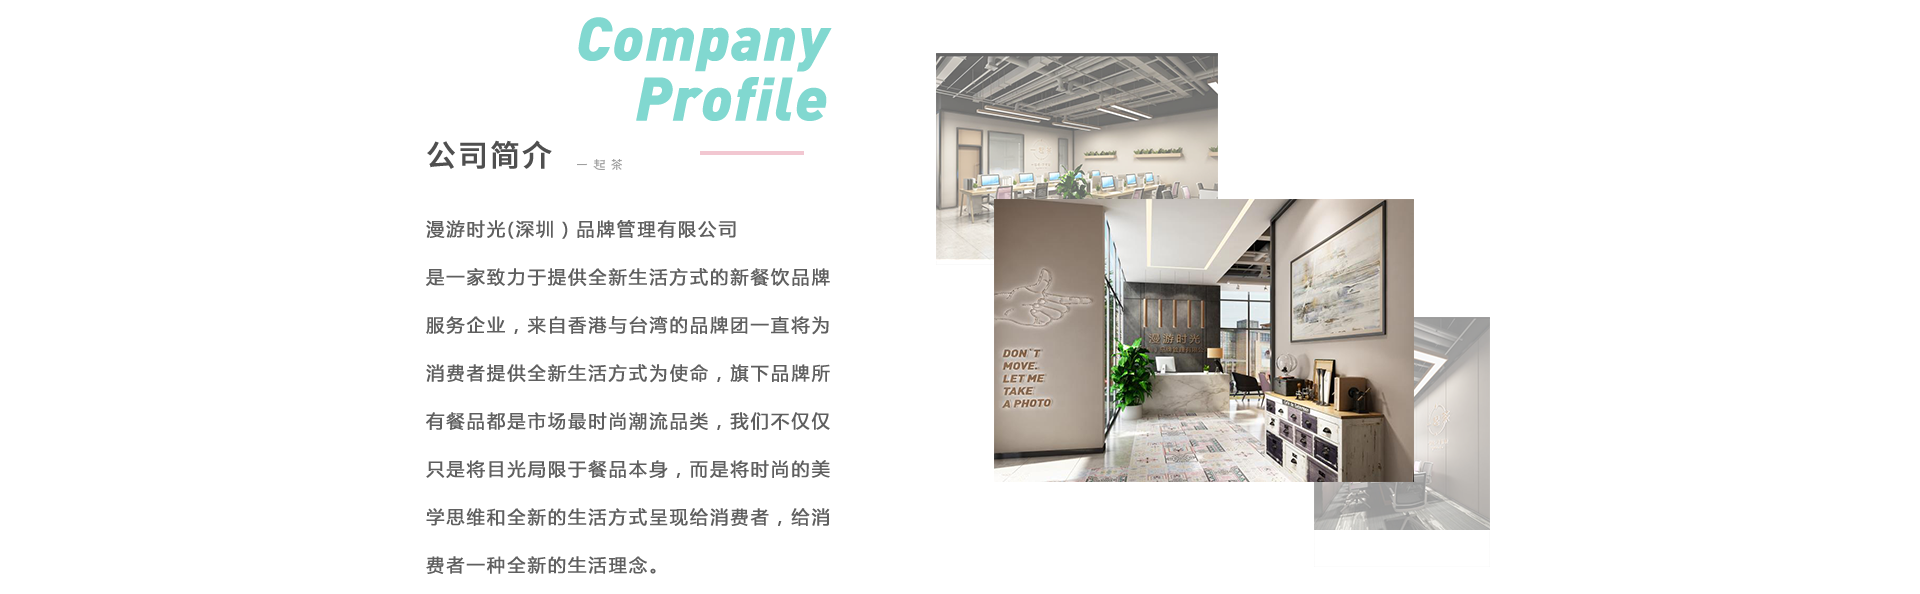 Company
Profile
公司简介
一起茶
漫游时光(深圳）品牌管理有限公司
是一家致力于提供全新生活方式的新餐饮品牌
服务企业，来自香港与台湾的品牌团一直将为
消费者提供全新生活方式为使命，旗下品牌所
有餐品都是市场最时尚潮流品类，我们不仅仅
只是将目光局限于餐品本身，而是将时尚的美
学思维和全新的生活方式呈现给消费者，给消
费者一种全新的生活理念。
漫游时光
DON'T
MOVE.
LET ME
TAKE
A PHOTO